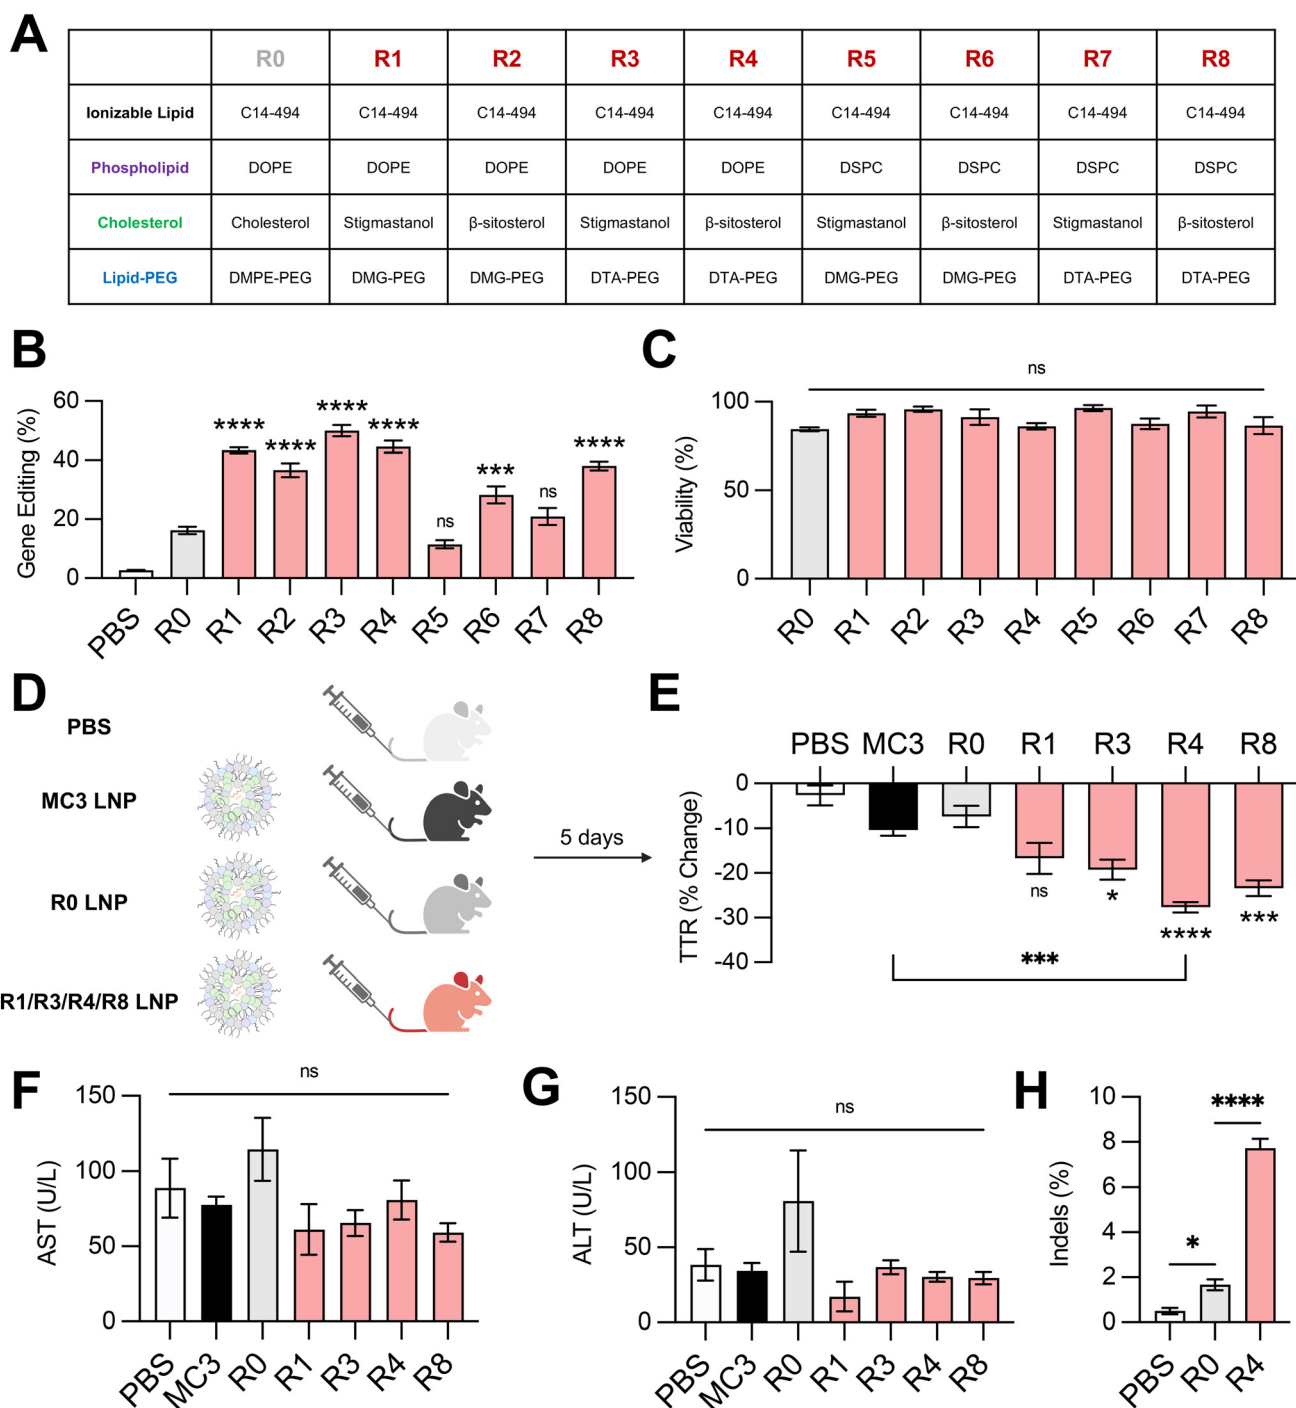 A
R0 R1 R2 R3 R4 R5 R6 R7 R8
Ionizable Lipid C14-494 C14-494 C14-494 C14-494 C14-494 C14-494 C14-494 C14-494 C14-494
Phospholipid DOPE DOPE DOPE DOPE DOPE DSPC DSPC DSPC DSPC
Cholesterol Cholesterol Stigmastanol β-sitosterol Stigmastanol β-sitosterol Stigmastanol β-sitosterol Stigmastanol β-sitosterol
Lipid-PEG DMPE-PEG DMG-PEG DMG-PEG DTA-PEG DTA-PEG DMG-PEG DMG-PEG DTA-PEG DTA-PEG
B
Gene Editing (%)
60
40
20
0
**** **** **** **** ns *** ns ****
PBS R0 R1 R2 R3 R4 R5 R6 R7 R8
C
Viability (%)
100
50
0
ns
R0 R1 R2 R3 R4 R5 R6 R7 R8
D
PBS
MC3 LNP
R0 LNP
R1/R3/R4/R8 LNP
5 days
E
PBS MC3 R0 R1 R3 R4 R8
TTR (% Change)
0
-10
-20
-30
-40
ns * **** ***
***
F
AST (U/L)
150
100
50
0
ns
PBS MC3 R0 R1 R3 R4 R8
G
ALT (U/L)
150
100
50
0
ns
PBS MC3 R0 R1 R3 R4 R8
H
Indels (%)
10
8
6
4
2
0
* ****
PBS R0 R4